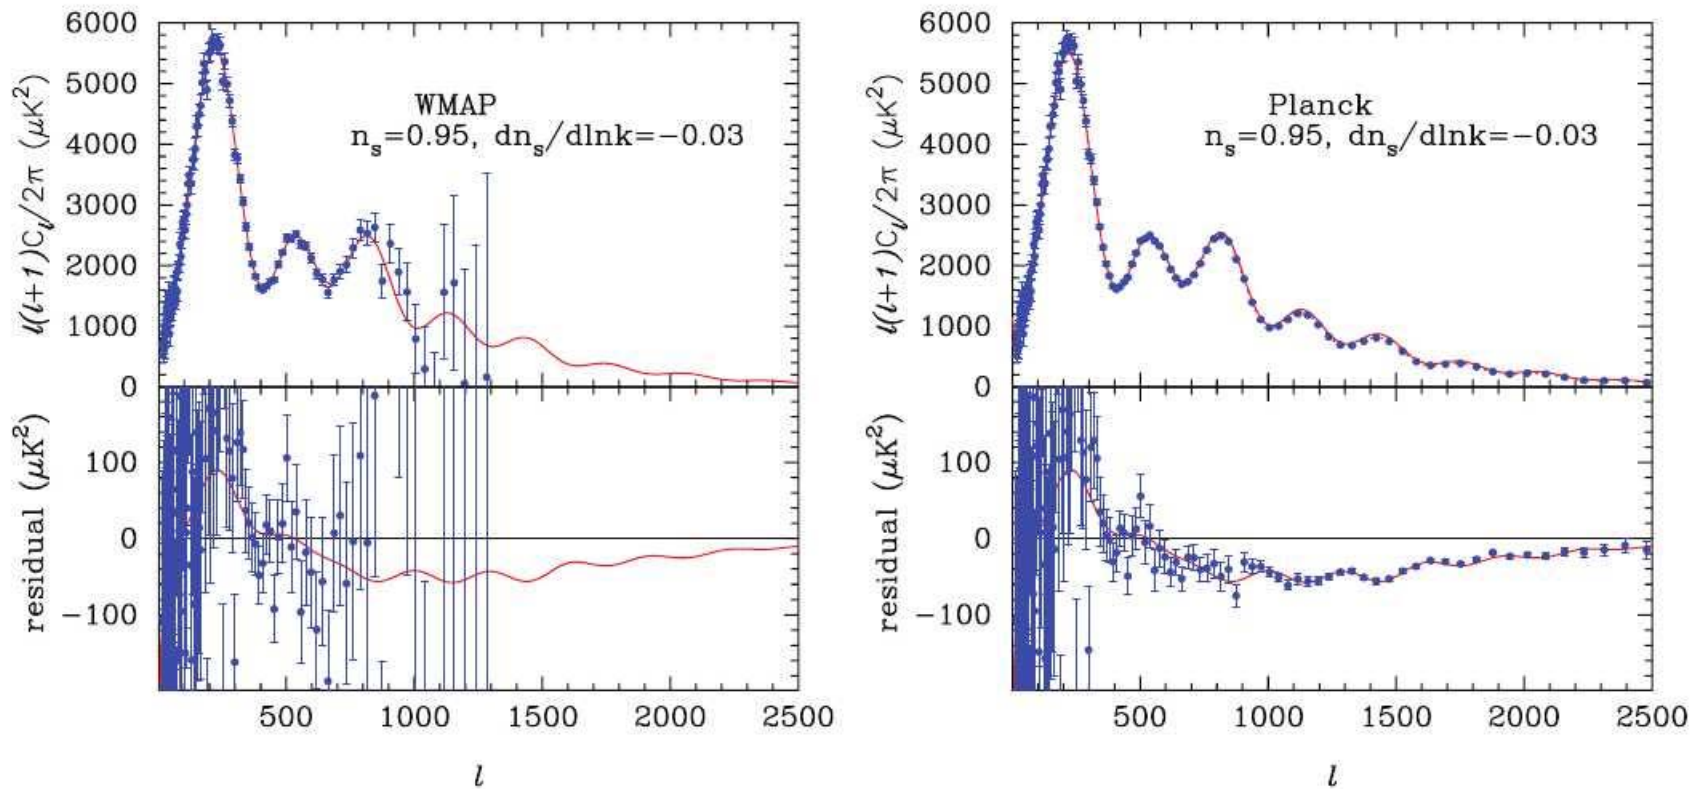 6000
5000
4000
3000
2000
1000
0
l(l+1)C_l/2π (μK²)
WMAP
n_s=0.95, dn_s/dlnk=−0.03
100
0
−100
residual (μK²)
500 1000 1500 2000 2500
l
6000
5000
4000
3000
2000
1000
0
l(l+1)C_l/2π (μK²)
Planck
n_s=0.95, dn_s/dlnk=−0.03
100
0
−100
residual (μK²)
500 1000 1500 2000 2500
l